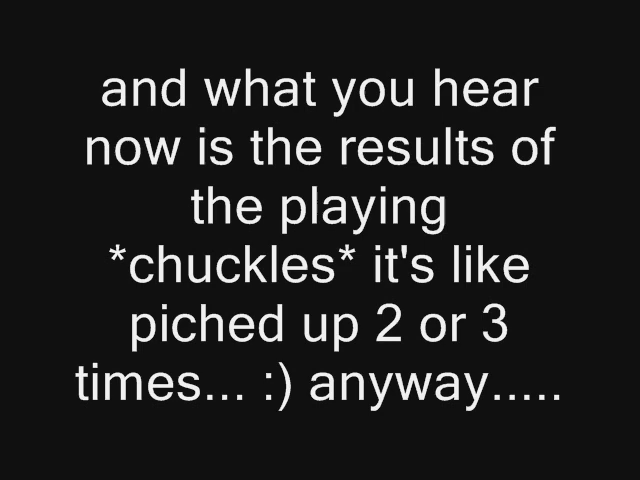 and what you hear
now is the results of
the playing
*chuckles* it's like
piched up 2 or 3
times... :) anyway.....